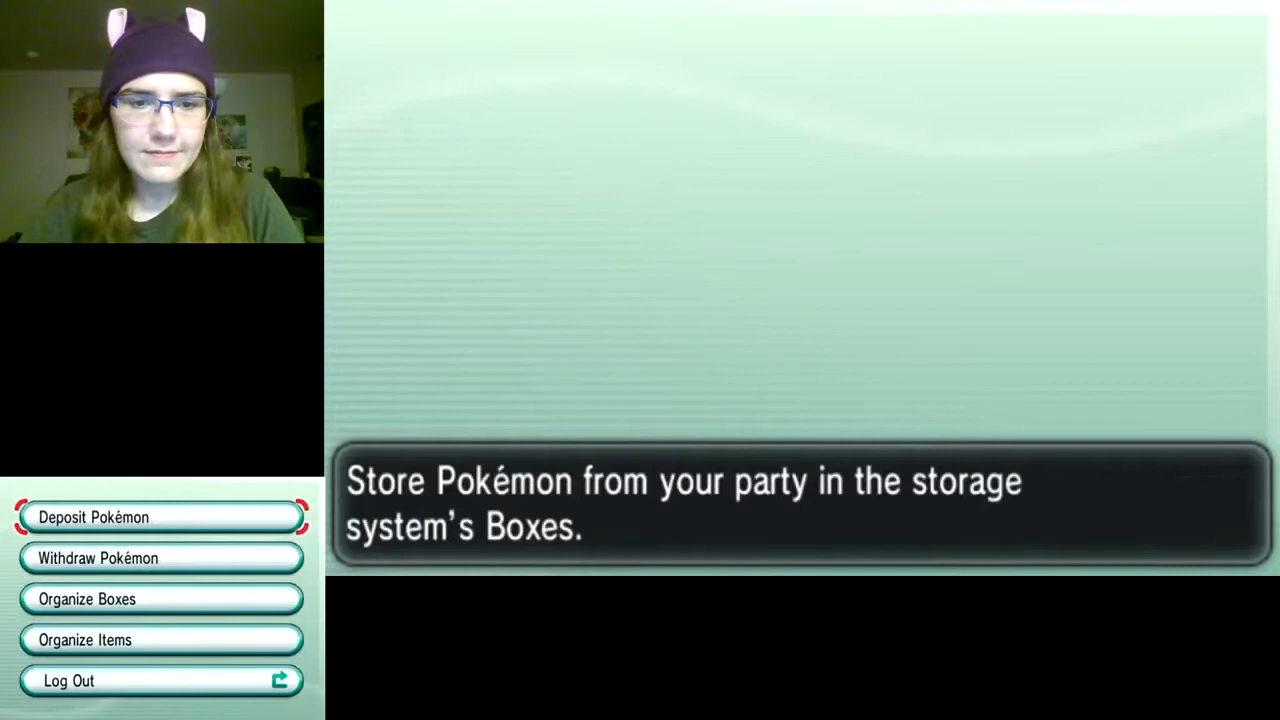 Store Pokémon from your party in the storage
system's Boxes.
Deposit Pokémon
Withdraw Pokémon
Organize Boxes
Organize Items
Log Out